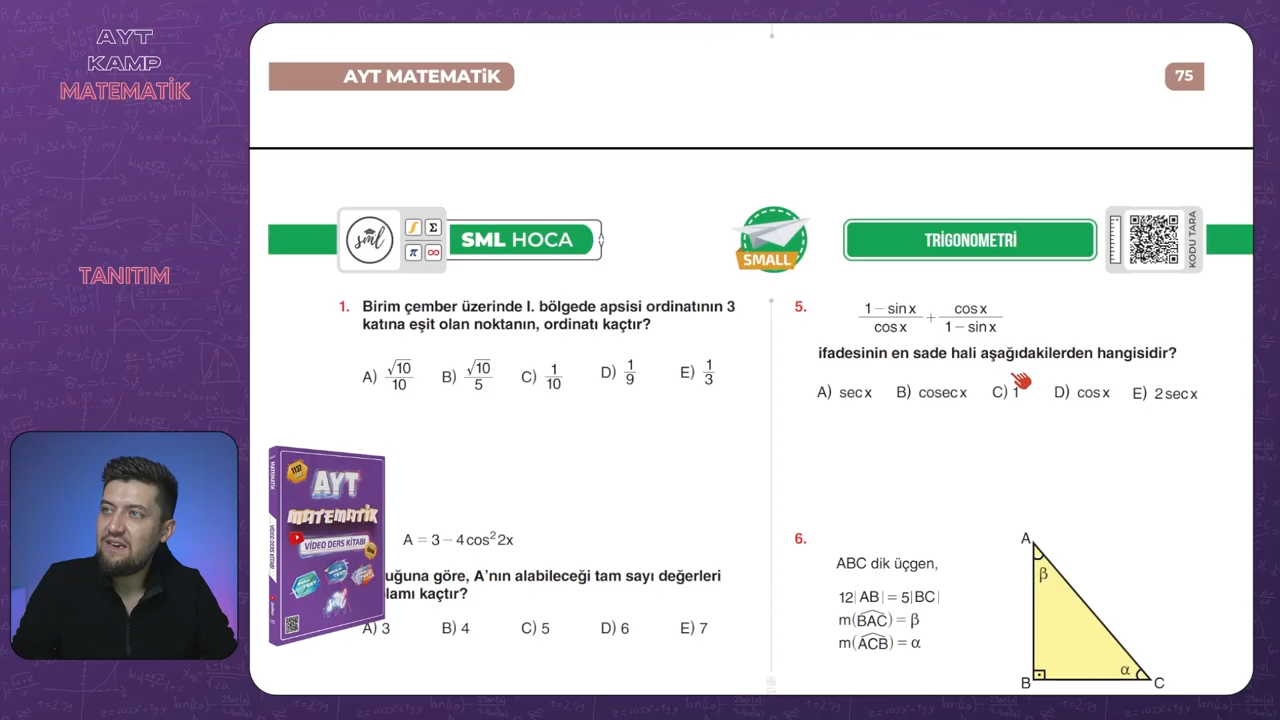 AYT
KAMP
MATEMATİK
TANITIM
AYT MATEMATiK
75
sml
∫ Σ
π ∞
SML HOCA
SMALL
TRİGONOMETRİ
KODU TARA
1. Birim çember üzerinde I. bölgede apsisi ordinatının 3
katına eşit olan noktanın, ordinatı kaçtır?
A) √10/10 B) √10/5 C) 1/10 D) 1/9 E) 1/3
A = 3 – 4 cos²2x
uğuna göre, A'nın alabileceği tam sayı değerleri
lamı kaçtır?
A) 3 B) 4 C) 5 D) 6 E) 7
AYT
MATEMATİK
VİDEO DERS KİTABI
5. (1 – sin x)/(cos x) + (cos x)/(1 – sin x)
ifadesinin en sade hali aşağıdakilerden hangisidir?
A) sec x B) cosec x C) 1 D) cos x E) 2 sec x
6.
ABC dik üçgen,
12|AB| = 5|BC|
m(BAC) = β
m(ACB) = α
A
β
α
B C